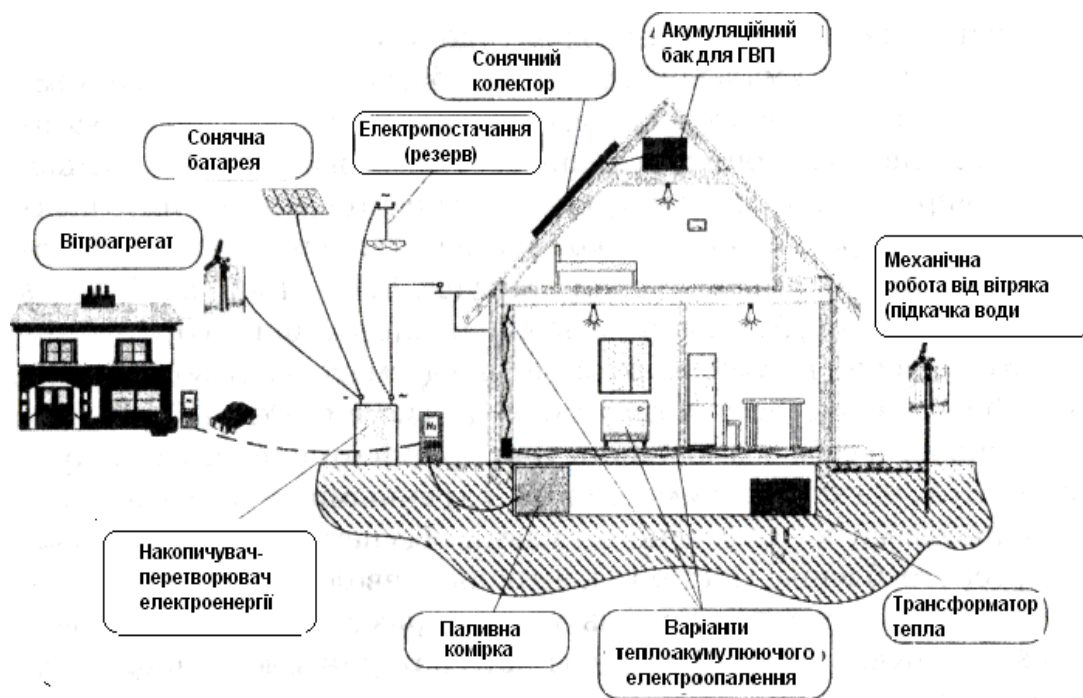 Акумуляційний
бак для ГВП
Сонячний
колектор
Електропостачання
(резерв)
Сонячна
батарея
Вітроагрегат
Механічна
робота від вітряка
(підкачка води
H₂
Накопичувач-
перетворювач
електроенергії
Паливна
комірка
Варіанти
теплоакумулюючого
електроопалення
Трансформатор
тепла